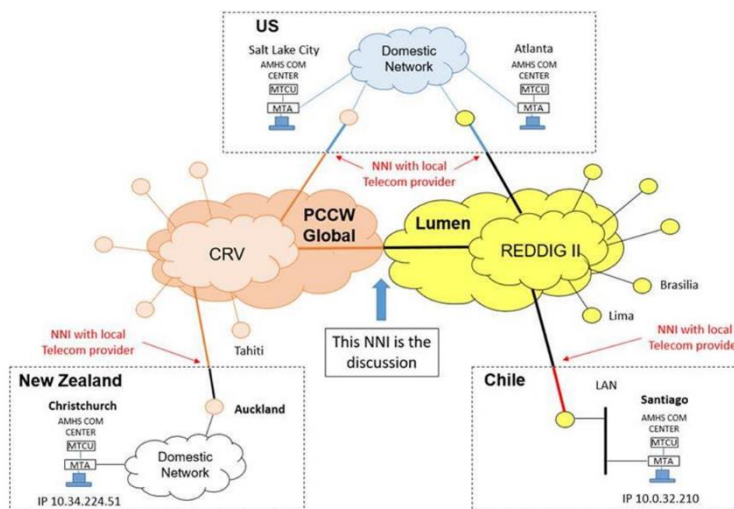 US
Salt Lake City
AMHS COM
CENTER
MTCU
MTA
Domestic
Network
Atlanta
AMHS COM
CENTER
MTCU
MTA
NNI with local
Telecom provider
PCCW
Global
CRV
Lumen
REDDIG II
Brasilia
Lima
Tahiti
This NNI is the
discussion
NNI with local
Telecom provider
NNI with local
Telecom provide
New Zealand
Christchurch
AMHS COM
CENTER
MTCU
MTA
IP 10.34.224.51
Auckland
Domestic
Network
Chile
LAN
Santiago
AMHS COM
CENTER
MTCU
MTA
IP 10.0.32.210